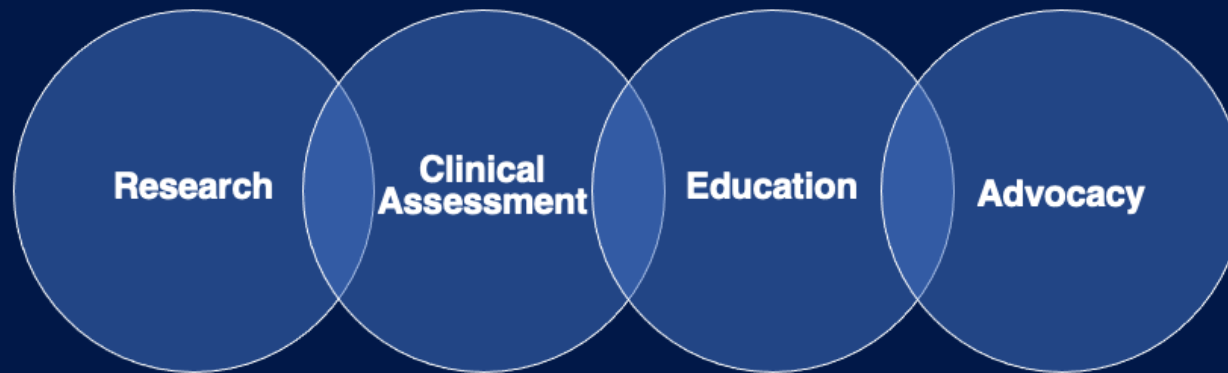 Research
Clinical
Assessment
Education
Advocacy